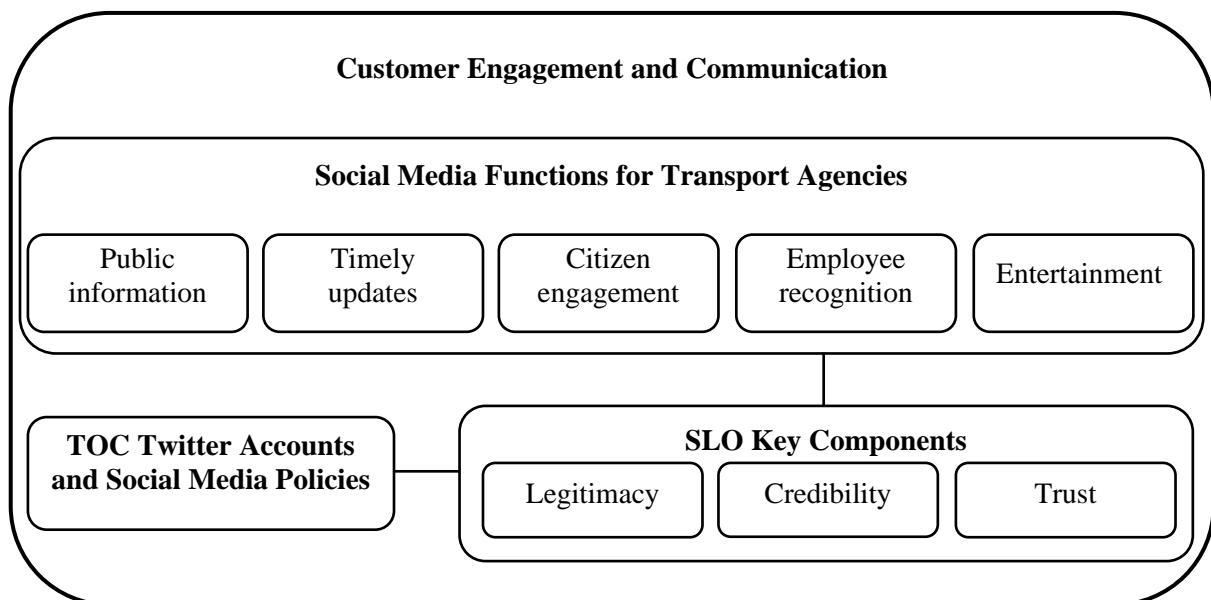 Customer Engagement and Communication
Social Media Functions for Transport Agencies
Public
information
Timely
updates
Citizen
engagement
Employee
recognition
Entertainment
TOC Twitter Accounts
and Social Media Policies
SLO Key Components
Legitimacy
Credibility
Trust